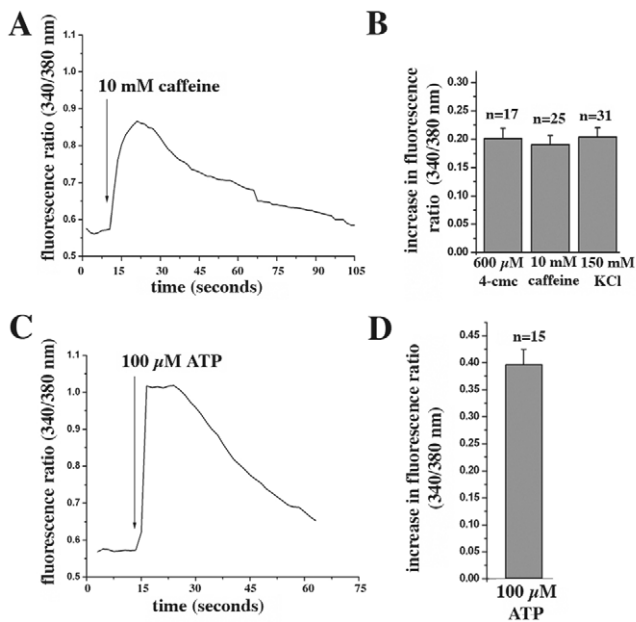 A
fluorescence ratio (340/380 nm)
1.1
1.0
0.9
0.8
0.7
0.6
0.5
10 mM caffeine
15
30
45
60
75
90
105
time (seconds)
B
increase in fluorescence
ratio (340/380 nm)
0.30
0.25
0.20
0.15
0.10
0.05
0.00
n=17
n=25
n=31
600 µM
4-cmc
10 mM
caffeine
150 mM
KCl
C
fluorescence ratio (340/380 nm)
1.1
1.0
0.9
0.8
0.7
0.6
0.5
100 µM ATP
0
15
30
45
60
75
time (seconds)
D
increase in fluorescence ratio
(340/380 nm)
0.45
0.40
0.35
0.30
0.25
0.20
0.15
0.10
0.05
0.00
n=15
100 µM
ATP